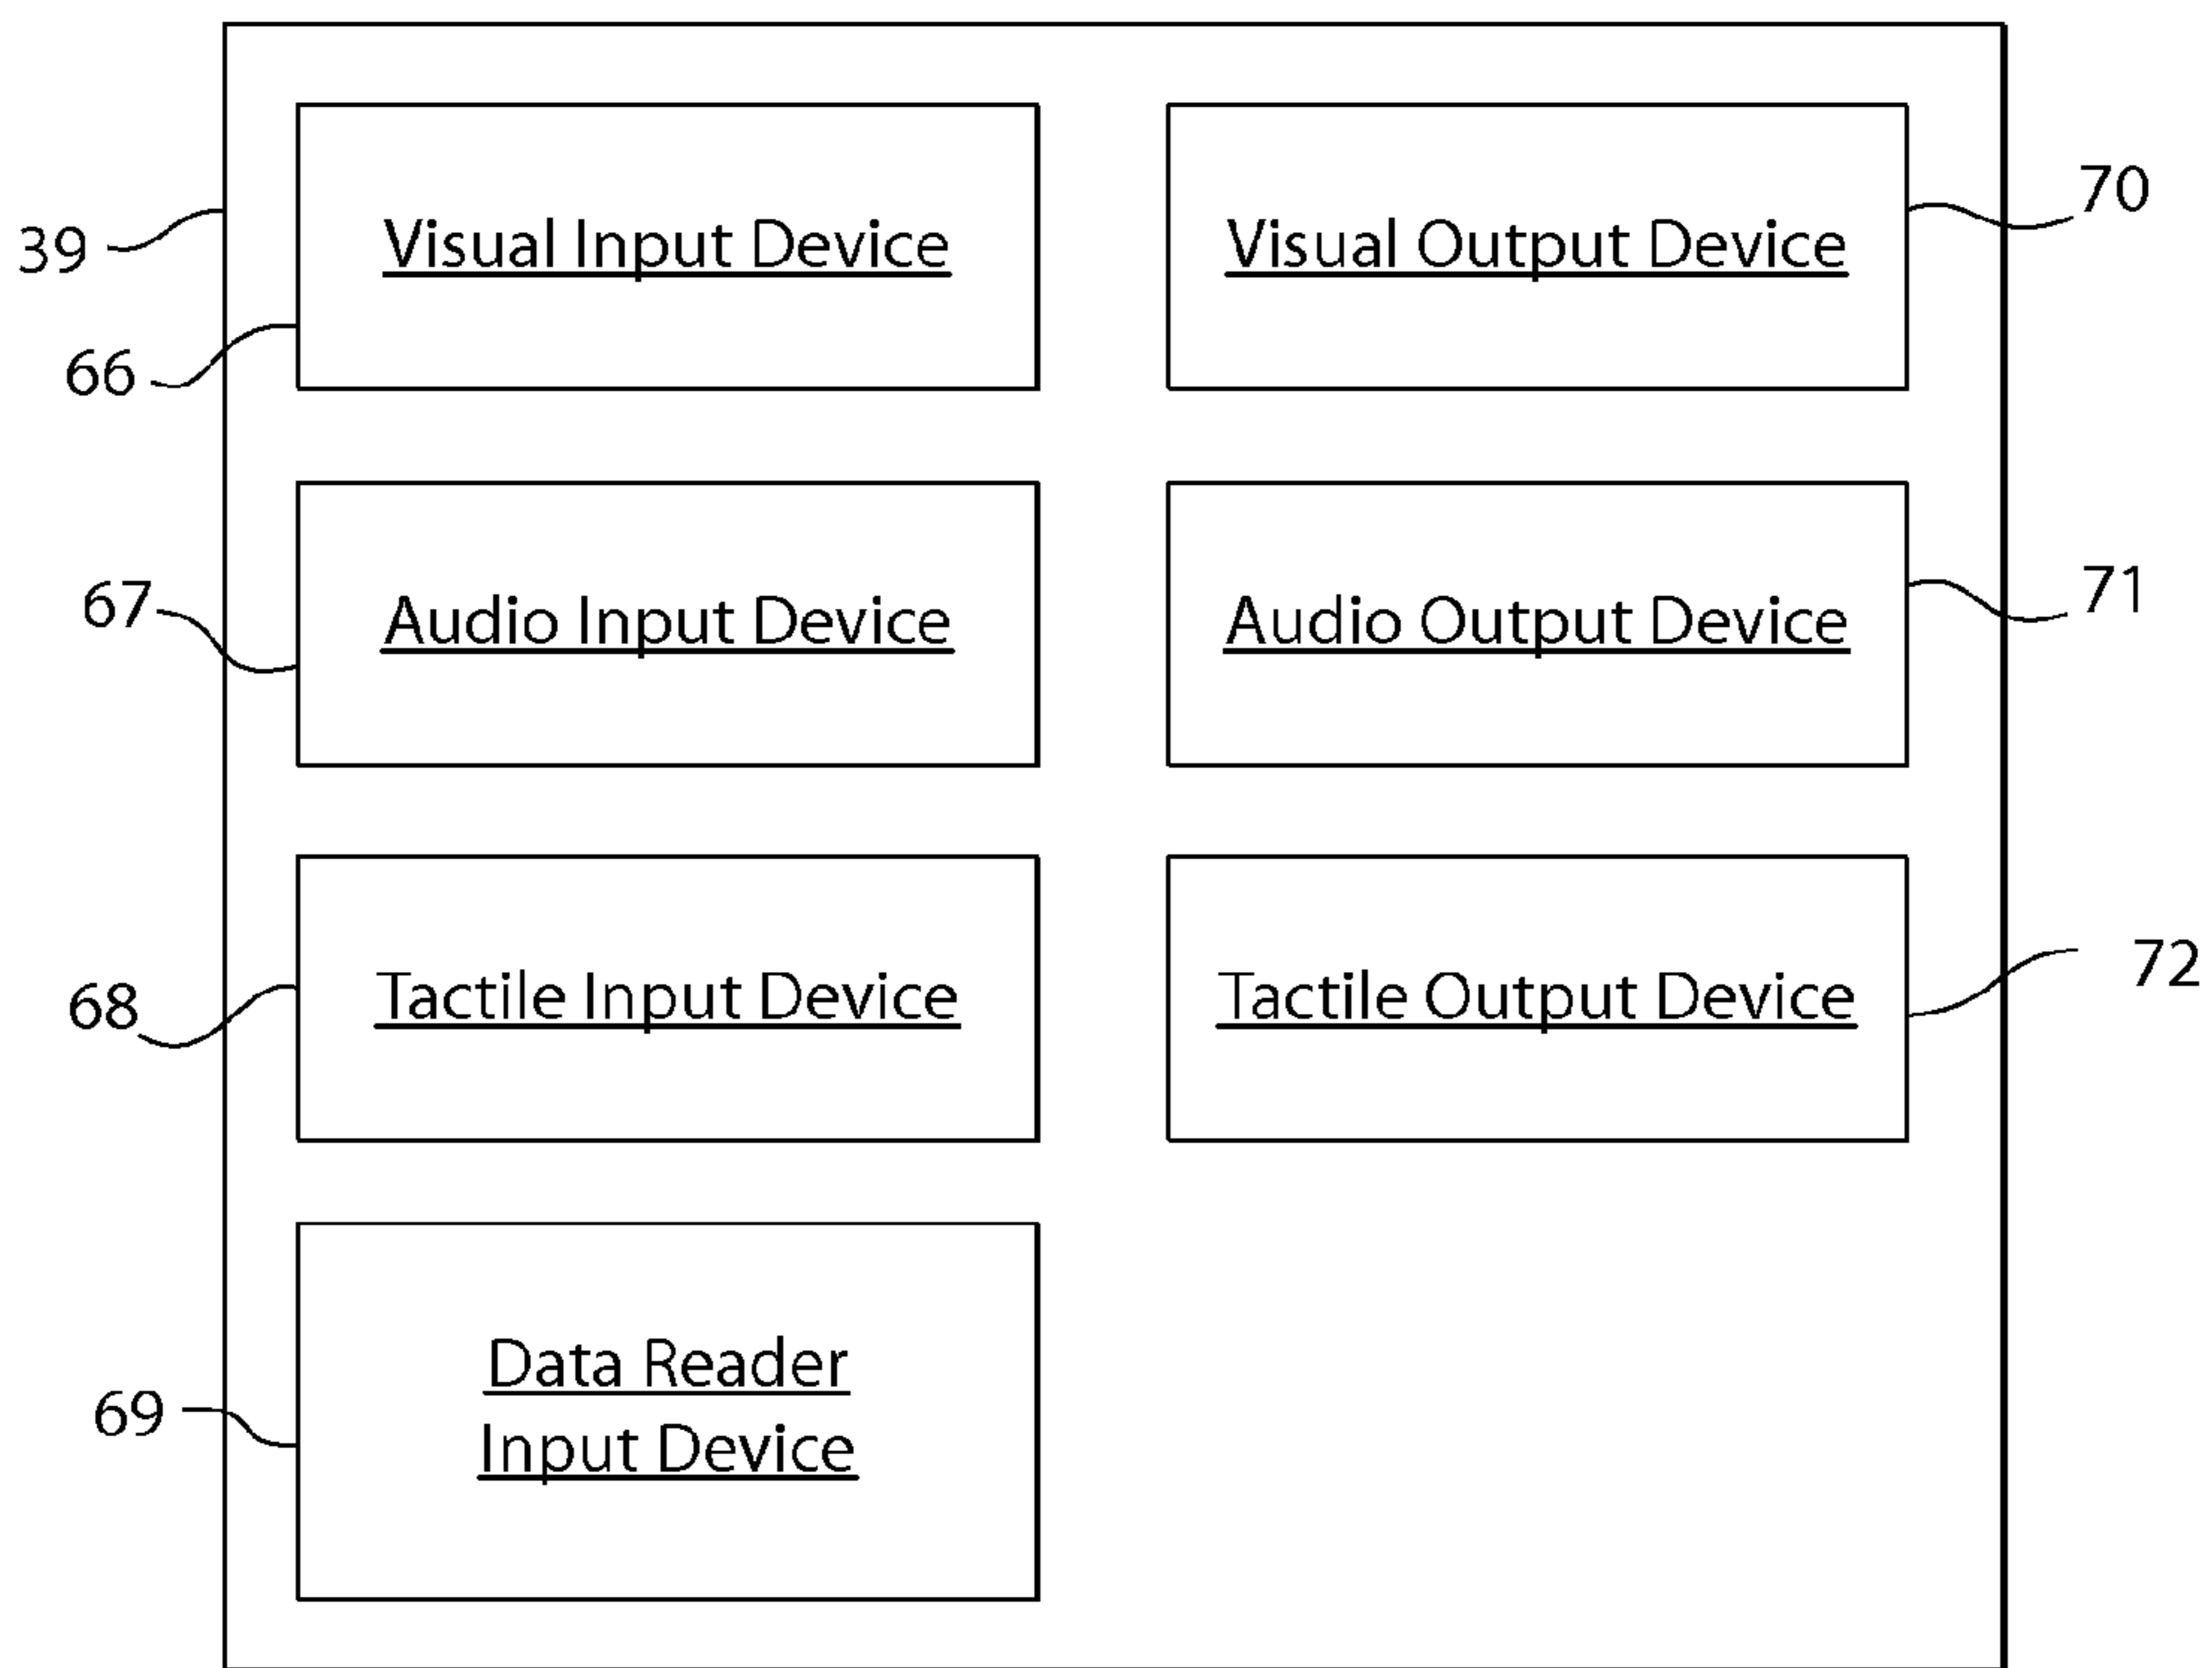 Visual Input Device
Visual Output Device
70
39
66
Audio Input Device
Audio Output Device
67
71
Tactile Input Device
Tactile Output Device
68
72
Data Reader
Input Device
69